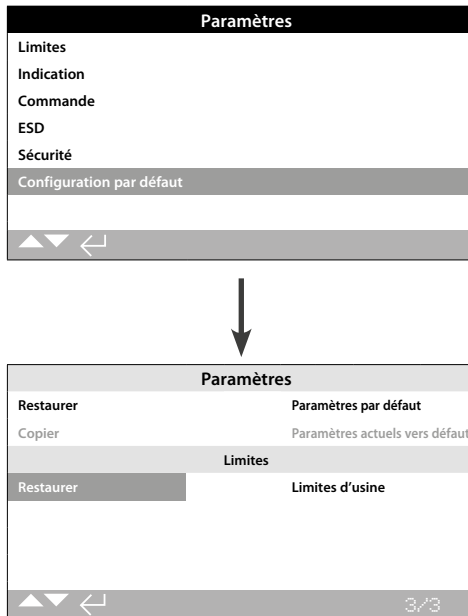 Paramètres
Limites
Indication
Commande
ESD
Sécurité
Configuration par défaut
Paramètres
Restaurer Paramètres par défaut
Copier Paramètres actuels vers défaut
Limites
Restaurer Limites d’usine
3/3